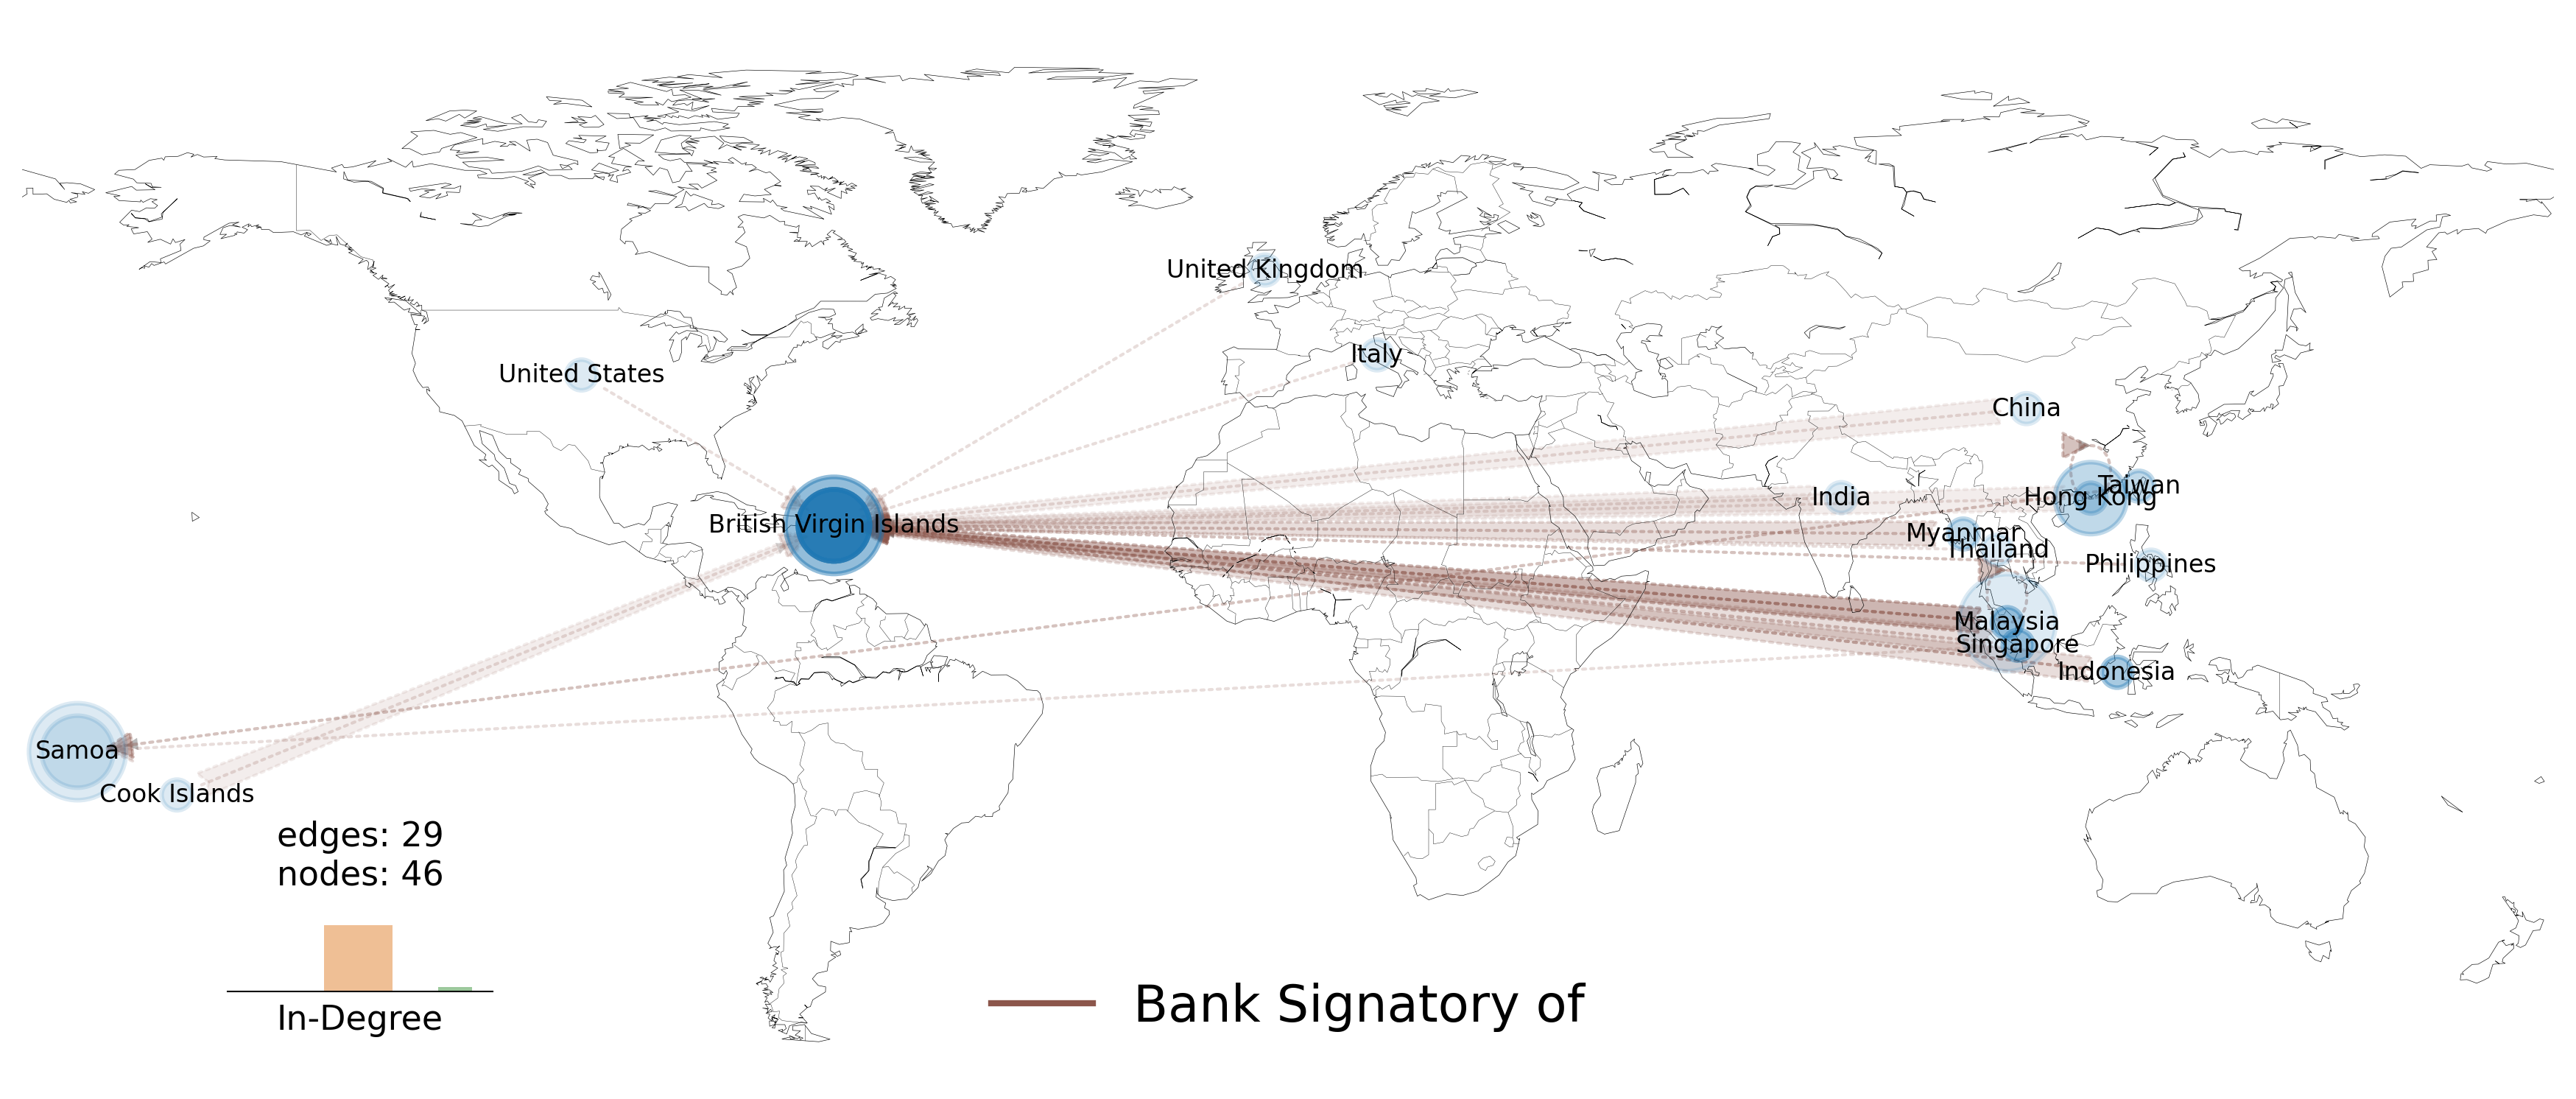 United Kingdom
Italy
United States
China
Taiwan
Hong Kong
India
British Virgin Islands
Myanmar
Thailand
Philippines
Malaysia
Singapore
Indonesia
Samoa
Cook Islands
edges: 29
nodes: 46
In-Degree
Bank Signatory of